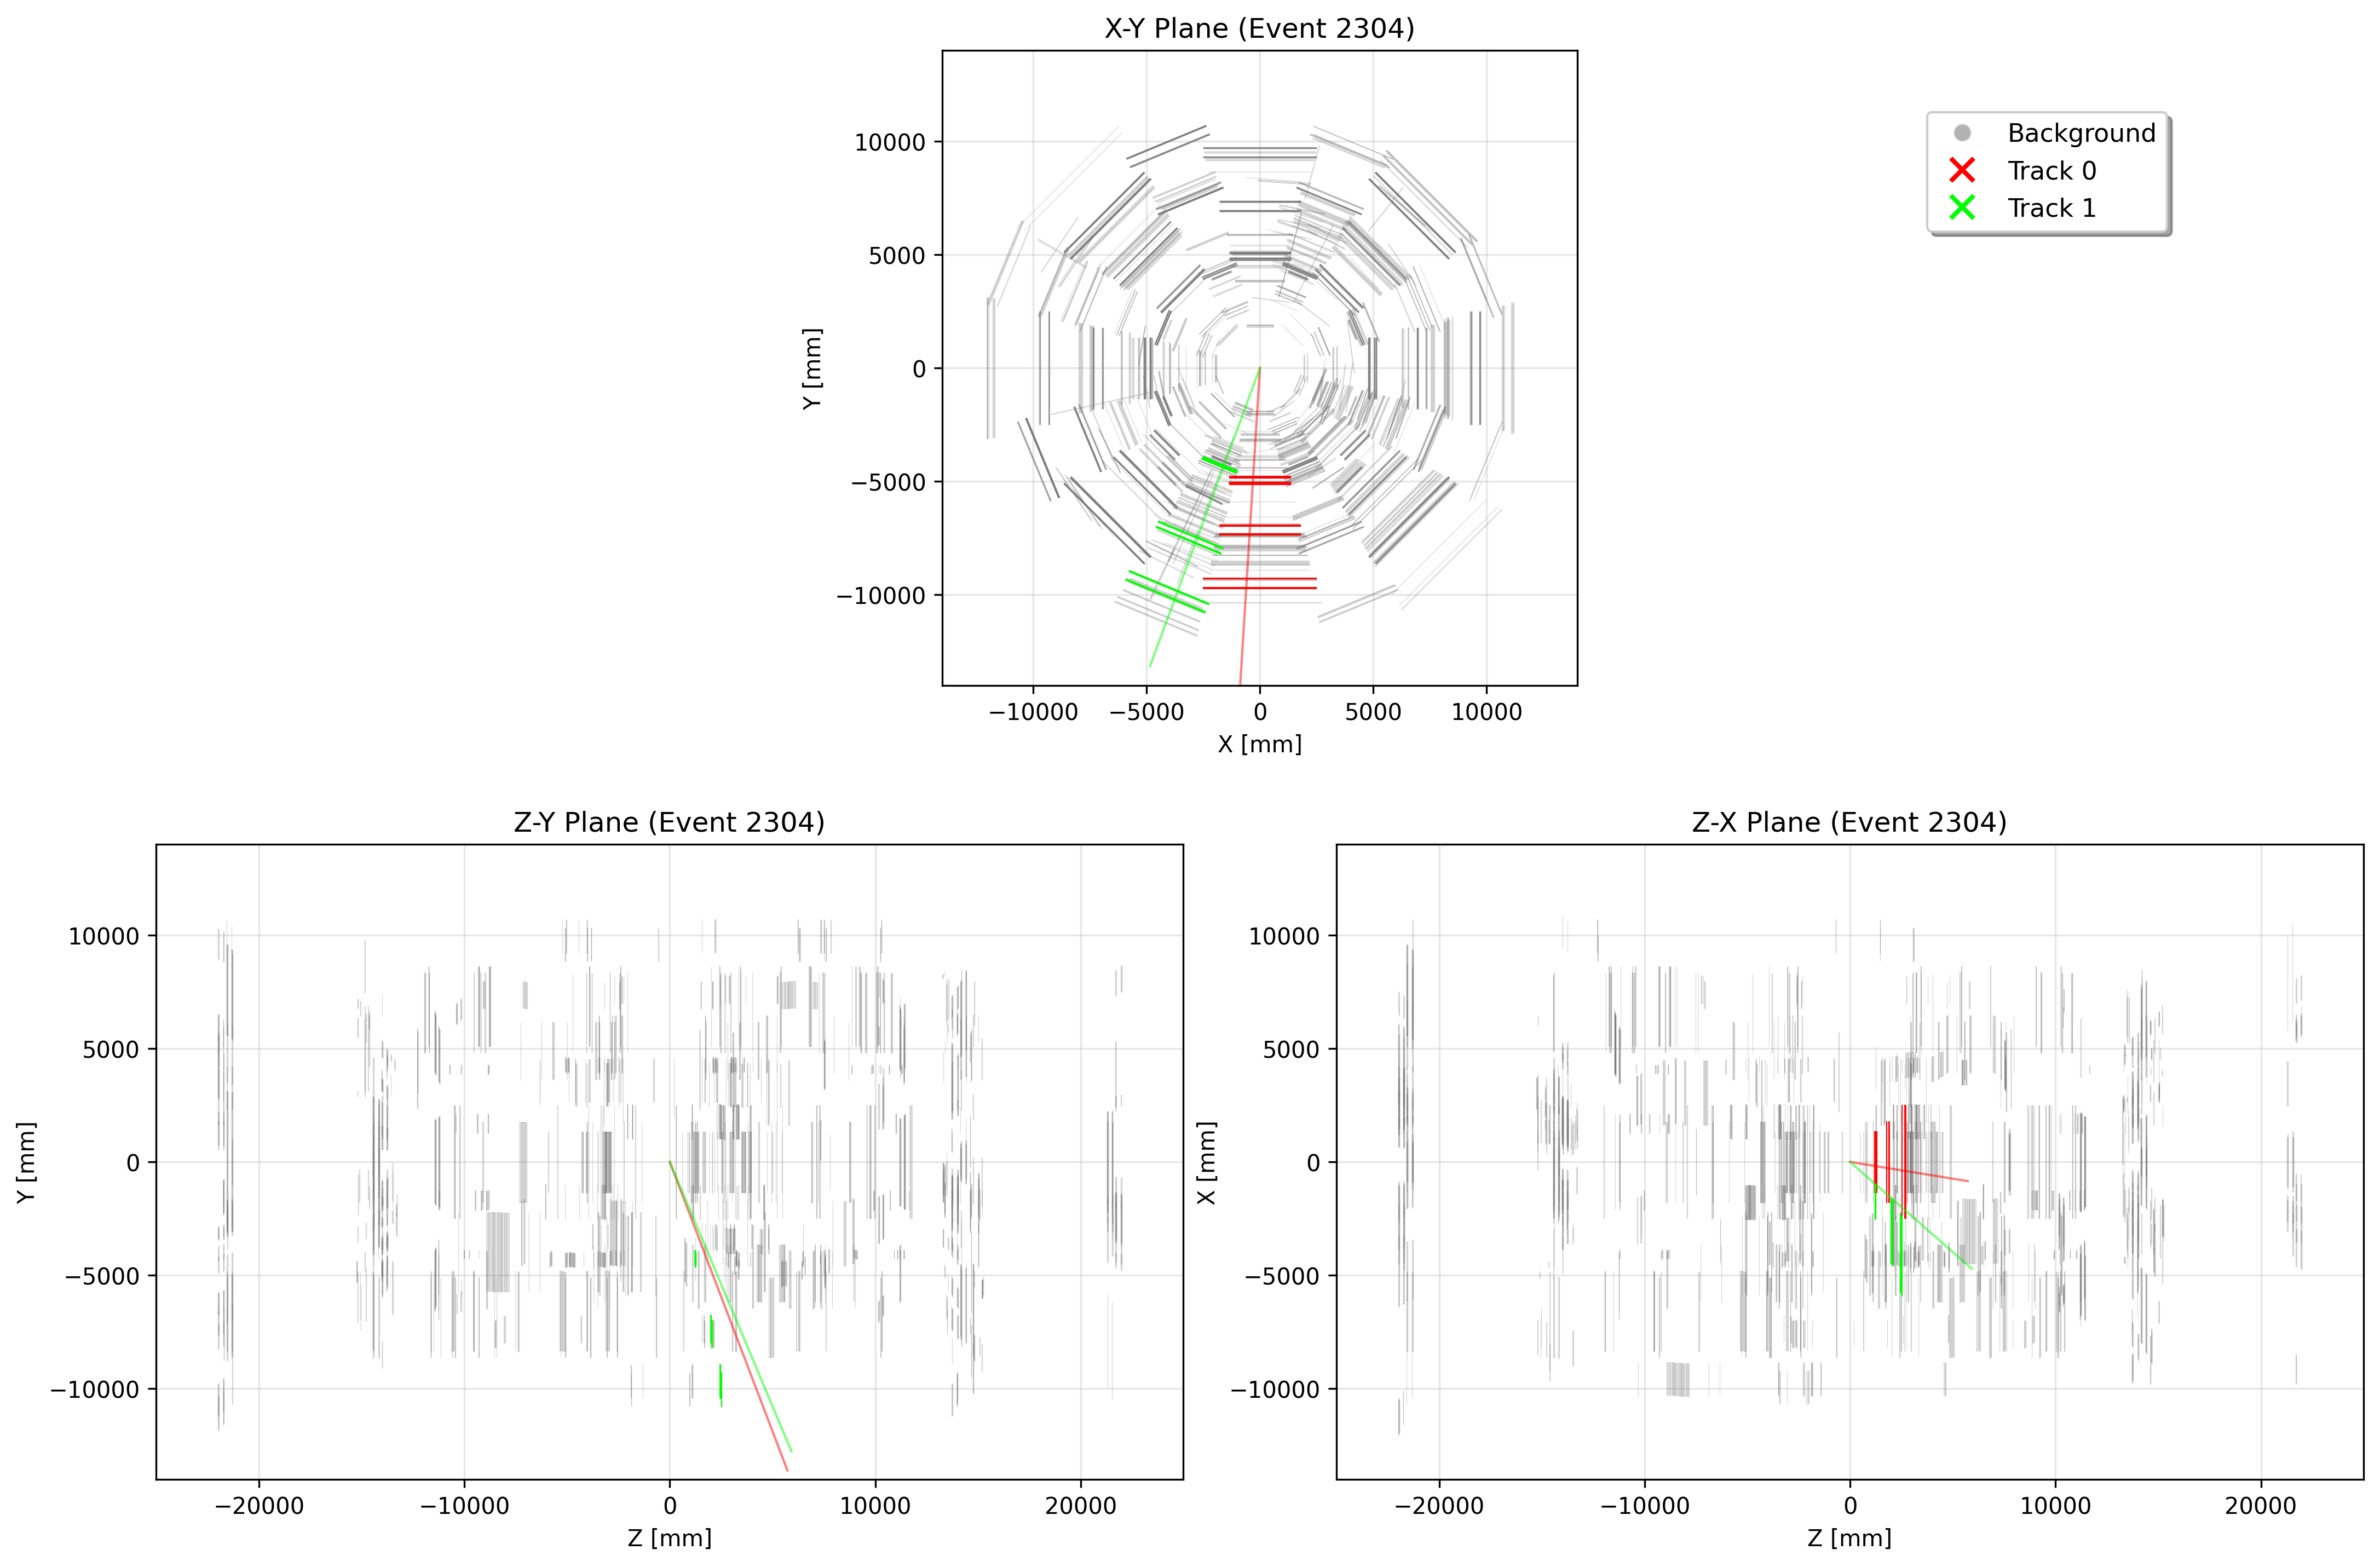 X-Y Plane (Event 2304)
10000
5000
0
−5000
−10000
Y [mm]
−10000 −5000 0 5000 10000
X [mm]
Background
Track 0
Track 1
Z-Y Plane (Event 2304)
10000
5000
0
−5000
−10000
Y [mm]
−20000 −10000 0 10000 20000
Z [mm]
Z-X Plane (Event 2304)
10000
5000
0
−5000
−10000
X [mm]
−20000 −10000 0 10000 20000
Z [mm]